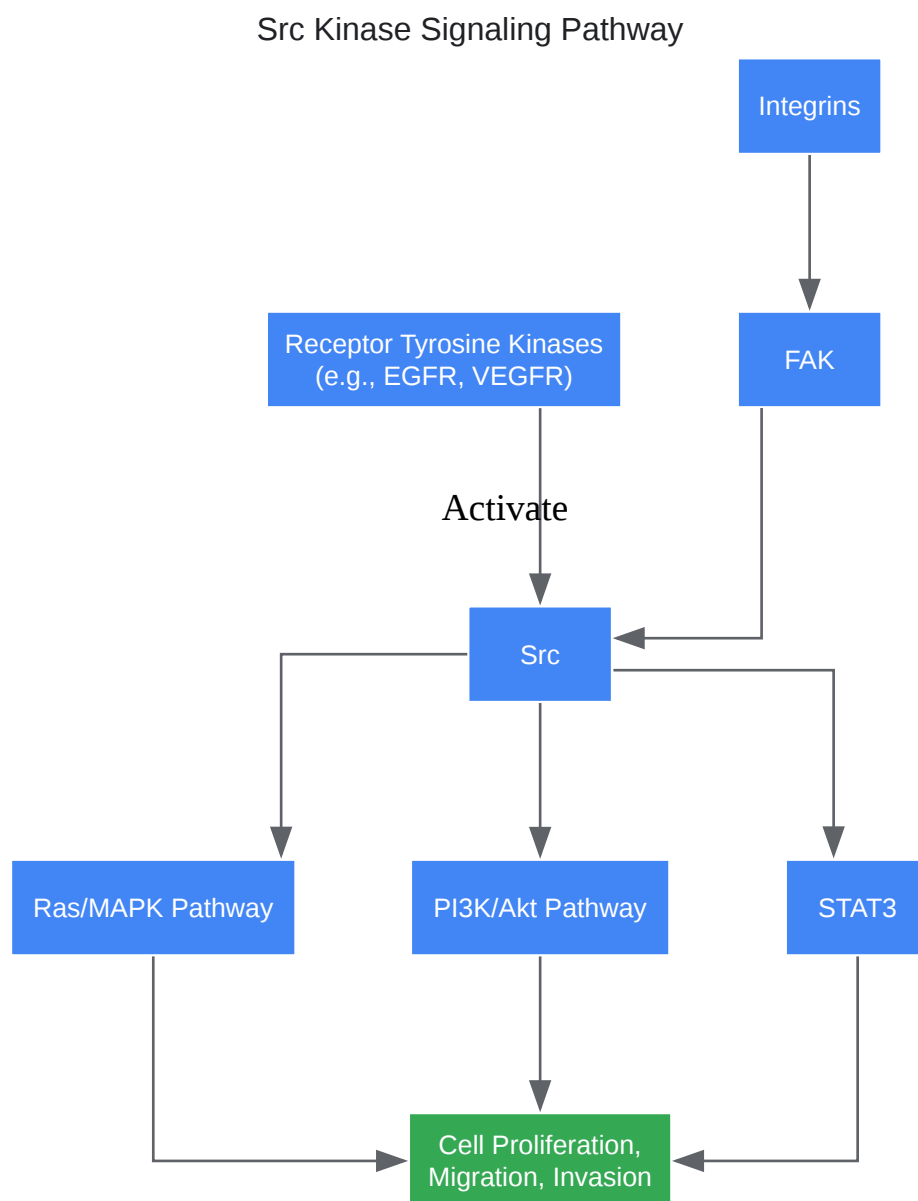 Src Kinase Signaling Pathway
Integrins
Receptor Tyrosine Kinases
(e.g., EGFR, VEGFR)
FAK
Activate
Src
Ras/MAPK Pathway
PI3K/Akt Pathway
STAT3
Cell Proliferation,
Migration, Invasion